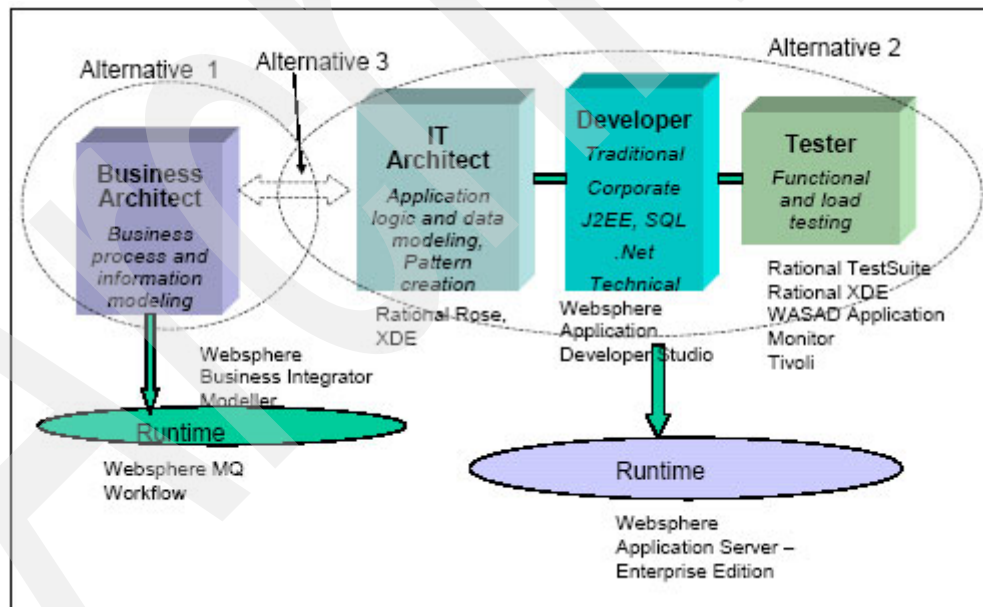 Alternative 1
Alternative 3
Alternative 2
Business
Architect
Business
process and
information
modeling
IT
Architect
Application
logic and data
modeling,
Pattern
creation
Developer
Traditional
Corporate
J2EE, SQL
.Net
Technical
Tester
Functional
and load
testing
Rational Rose,
XDE
Websphere
Application
Developer Studio
Rational TestSuite
Rational XDE
WASAD Application
Monitor
Tivoli
Websphere
Business Integrator
Modeller
Runtime
Websphere MQ
Workflow
Runtime
Websphere
Application Server –
Enterprise Edition